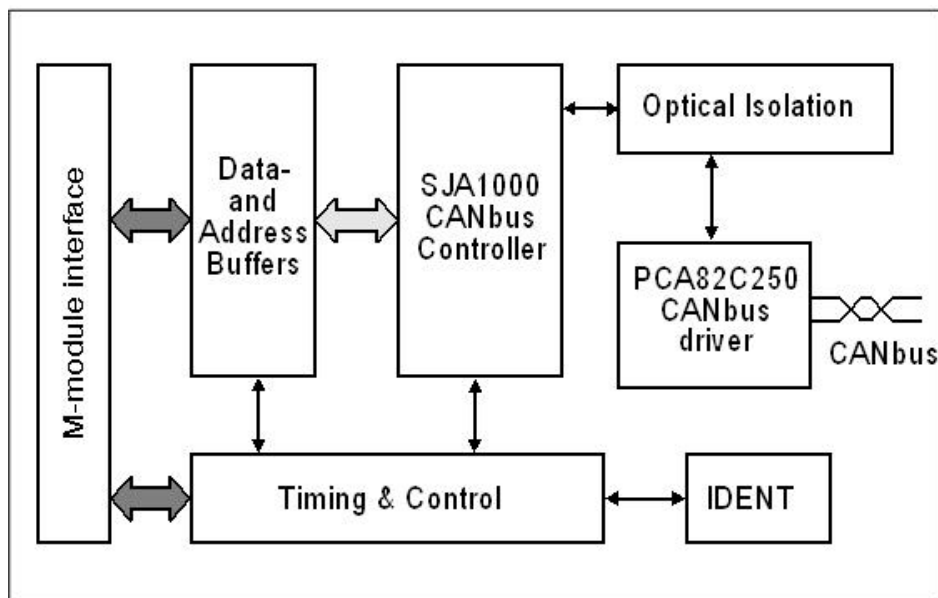 M-module interface
Data-
and
Address
Buffers
SJA1000
CANbus
Controller
Optical Isolation
PCA82C250
CANbus
driver
CANbus
Timing & Control
IDENT